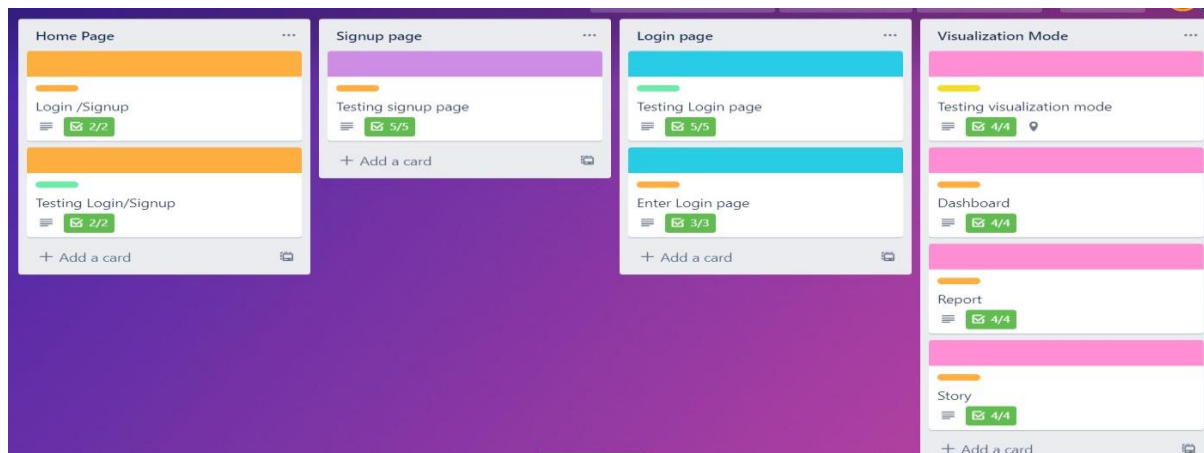 Home Page
Login /Signup
2/2
Testing Login/Signup
2/2
+ Add a card
Signup page
Testing signup page
5/5
+ Add a card
Login page
Testing Login page
5/5
Enter Login page
3/3
+ Add a card
Visualization Mode
Testing visualization mode
4/4
Dashboard
4/4
Report
4/4
Story
4/4
+ Add a card